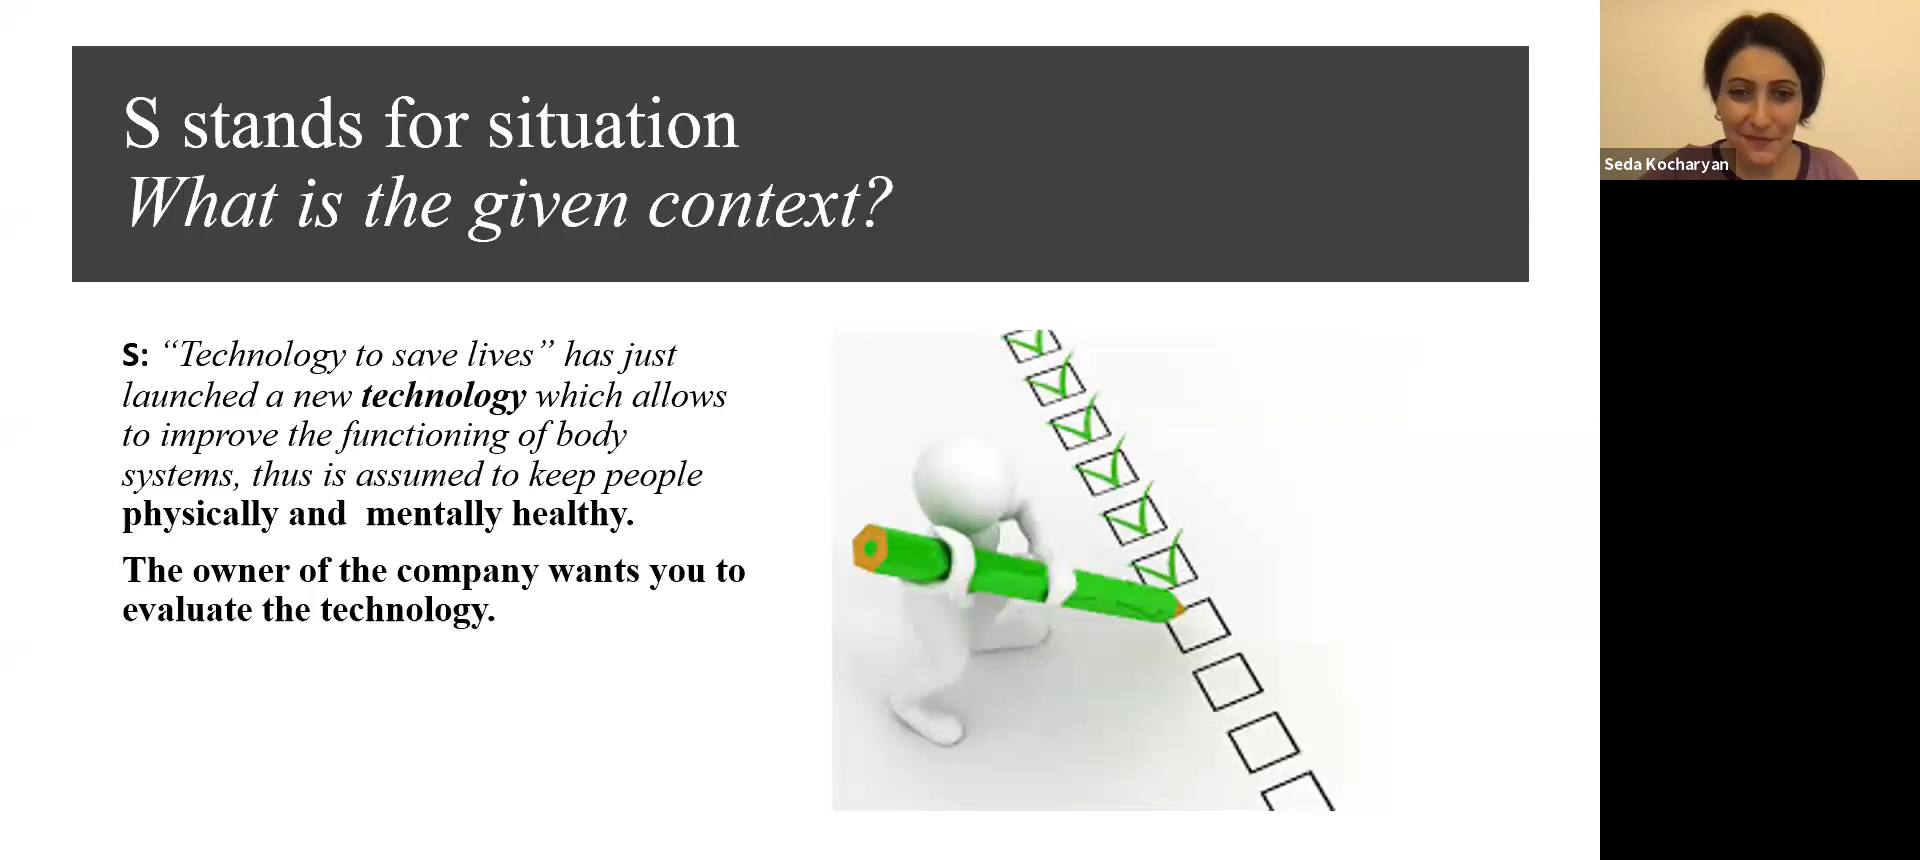 S stands for situation
What is the given context?
S: “Technology to save lives” has just
launched a new technology which allows
to improve the functioning of body
systems, thus is assumed to keep people
physically and  mentally healthy.
The owner of the company wants you to
evaluate the technology.
Seda Kocharyan